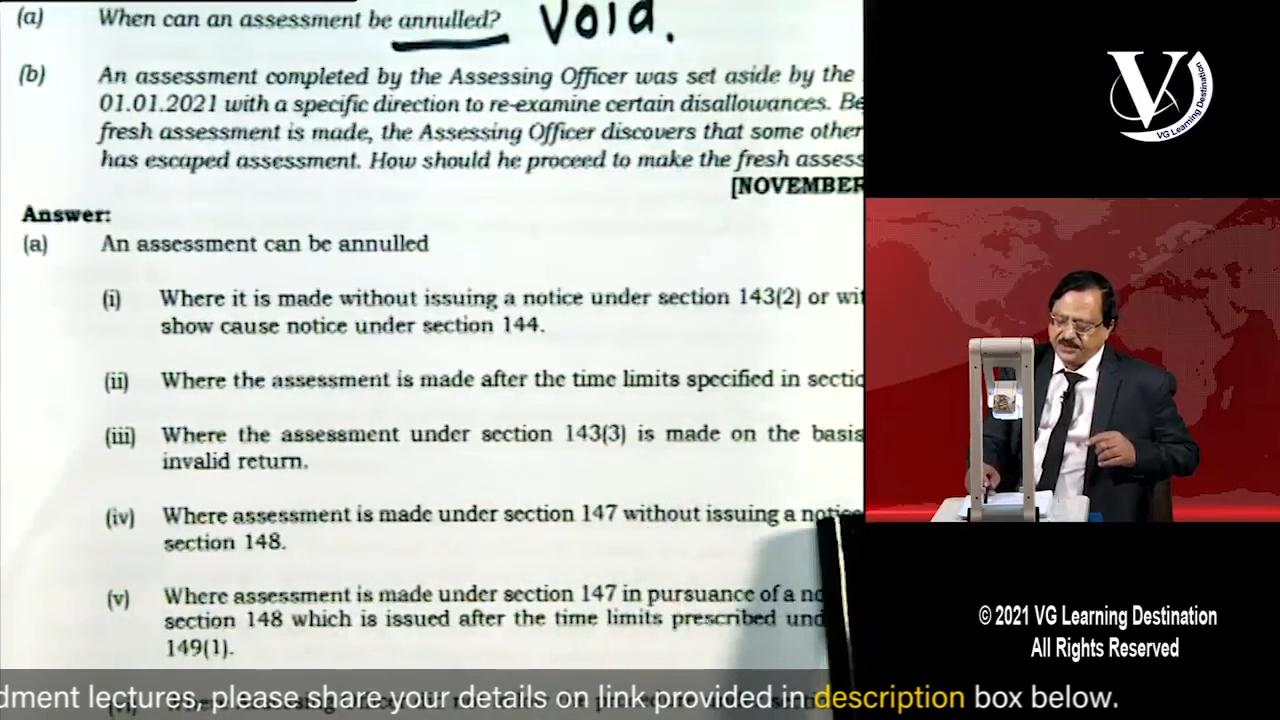 (a) When can an assessment be annulled? Void.
(b) An assessment completed by the Assessing Officer was set aside by the
01.01.2021 with a specific direction to re-examine certain disallowances. Be
fresh assessment is made, the Assessing Officer discovers that some other
has escaped assessment. How should he proceed to make the fresh assess
[NOVEMBER
Answer:
(a) An assessment can be annulled
(i) Where it is made without issuing a notice under section 143(2) or wit
show cause notice under section 144.
(ii) Where the assessment is made after the time limits specified in sectio
(iii) Where the assessment under section 143(3) is made on the basis
invalid return.
(iv) Where assessment is made under section 147 without issuing a notice
section 148.
(v) Where assessment is made under section 147 in pursuance of a no
section 148 which is issued after the time limits prescribed und
149(1).
dment lectures, please share your details on link provided in description box below.
V
VG Learning Destination
© 2021 VG Learning Destination
All Rights Reserved